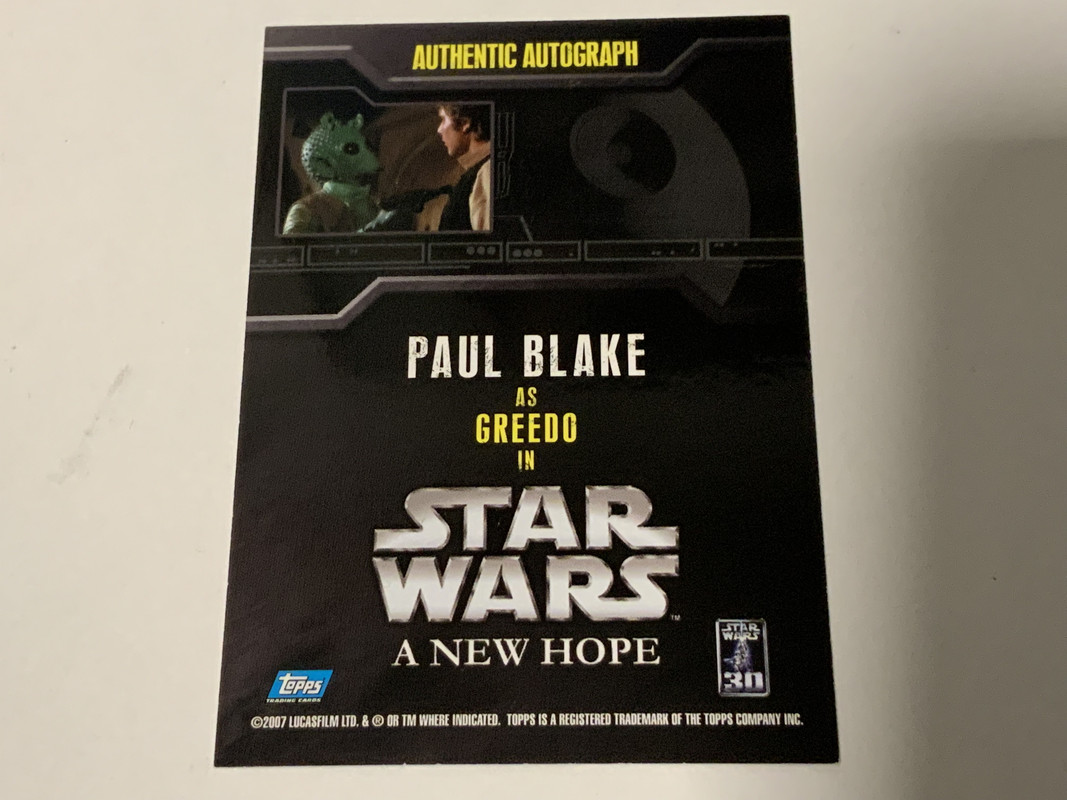 AUTHENTIC AUTOGRAPH
PAUL BLAKE
AS
GREEDO
IN
STAR
WARS
TM
A NEW HOPE
STAR
WARS
30
Topps
TRADING CARDS
©2007 LUCASFILM LTD. & ® OR TM WHERE INDICATED. TOPPS IS A REGISTERED TRADEMARK OF THE TOPPS COMPANY INC.